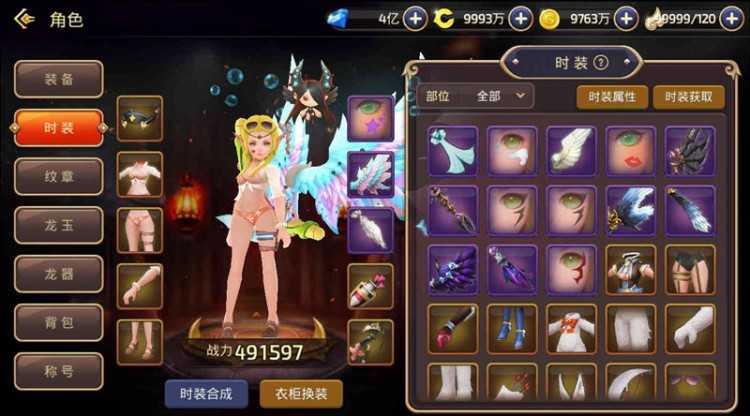 角色
4亿
9993万
9763万
9999/120
装备
时装
纹章
龙玉
龙器
背包
称号
战力 491597
时装合成
衣柜换装
时装
部位 全部
时装属性
时装获取